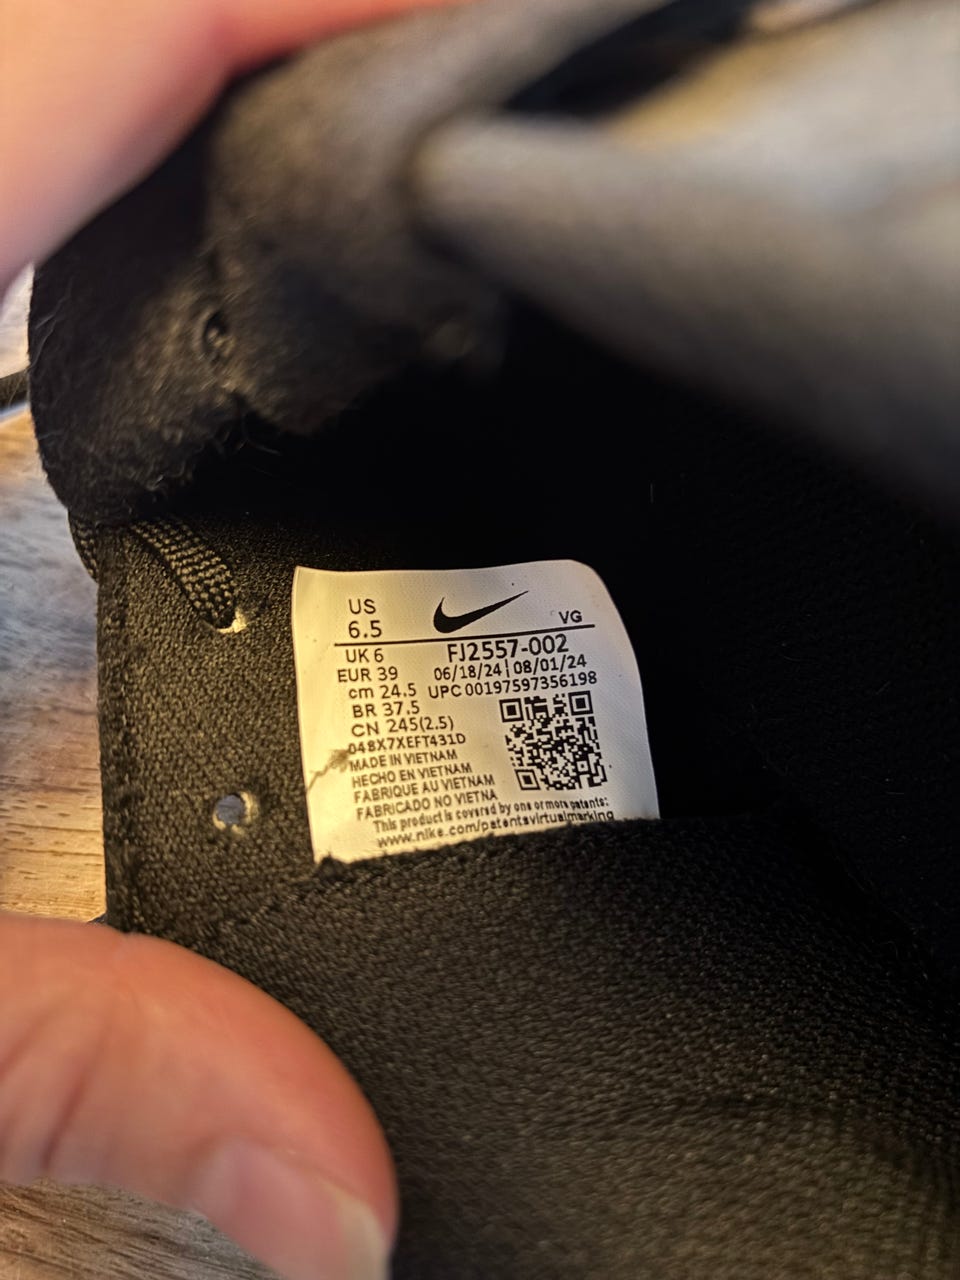 US
6.5
VG
UK 6
FJ2557-002
EUR 39
06/18/24 | 08/01/24
cm 24.5
UPC 00197597356198
BR 37.5
CN 245(2.5)
048X7XEFT431D
MADE IN VIETNAM
HECHO EN VIETNAM
FABRIQUE AU VIETNAM
FABRICADO NO VIETNA
This product is covered by one or more patents:
www.nike.com/patentsvirtualmarking